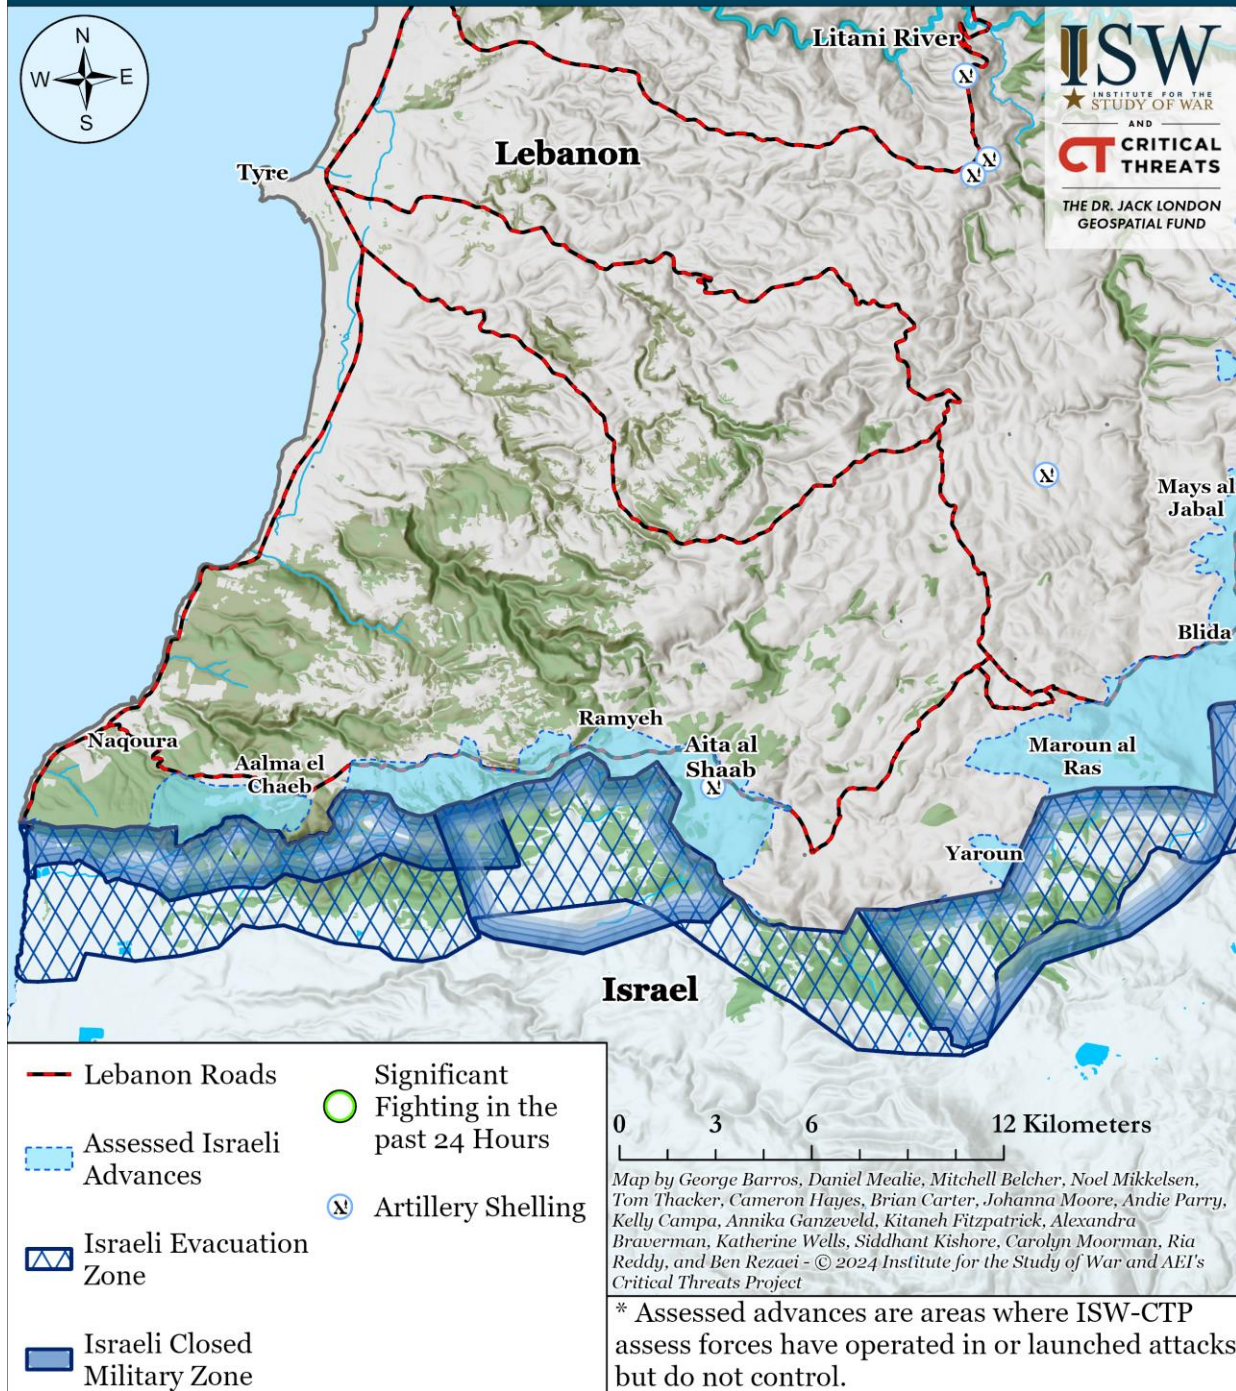 N
W
E
S
Litani River
ISW
INSTITUTE FOR THE
STUDY OF WAR
AND
CT CRITICAL
THREATS
THE DR. JACK LONDON
GEOSPATIAL FUND
Lebanon
Tyre
Mays al
Jabal
Blida
Ramyeh
Naqoura
Aalma el
Chaeb
Aita al
Shaab
Maroun al
Ras
Yaroun
Israel
Lebanon Roads
Assessed Israeli
Advances
Israeli Evacuation
Zone
Israeli Closed
Military Zone
Significant
Fighting in the
past 24 Hours
Artillery Shelling
0 3 6 12 Kilometers
Map by George Barros, Daniel Mealie, Mitchell Belcher, Noel Mikkelsen,
Tom Thacker, Cameron Hayes, Brian Carter, Johanna Moore, Andie Parry,
Kelly Campa, Annika Ganzeveld, Kitaneh Fitzpatrick, Alexandra
Braverman, Katherine Wells, Siddhant Kishore, Carolyn Moorman, Ria
Reddy, and Ben Rezaei - © 2024 Institute for the Study of War and AEI's
Critical Threats Project
* Assessed advances are areas where ISW-CTP
assess forces have operated in or launched attacks
but do not control.